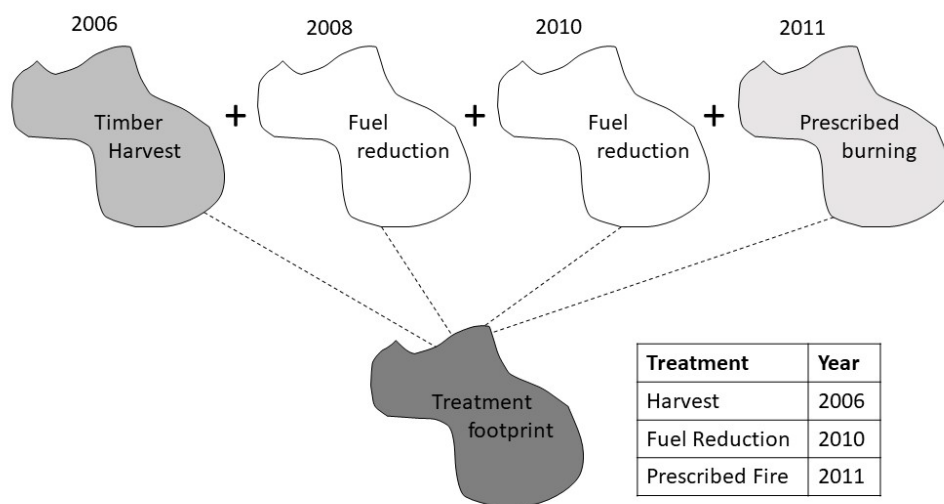 2006
2008
2010
2011
Timber
Harvest
+
Fuel
reduction
+
Fuel
reduction
+
Prescribed
burning
Treatment
footprint
Treatment Year
Harvest 2006
Fuel Reduction 2010
Prescribed Fire 2011